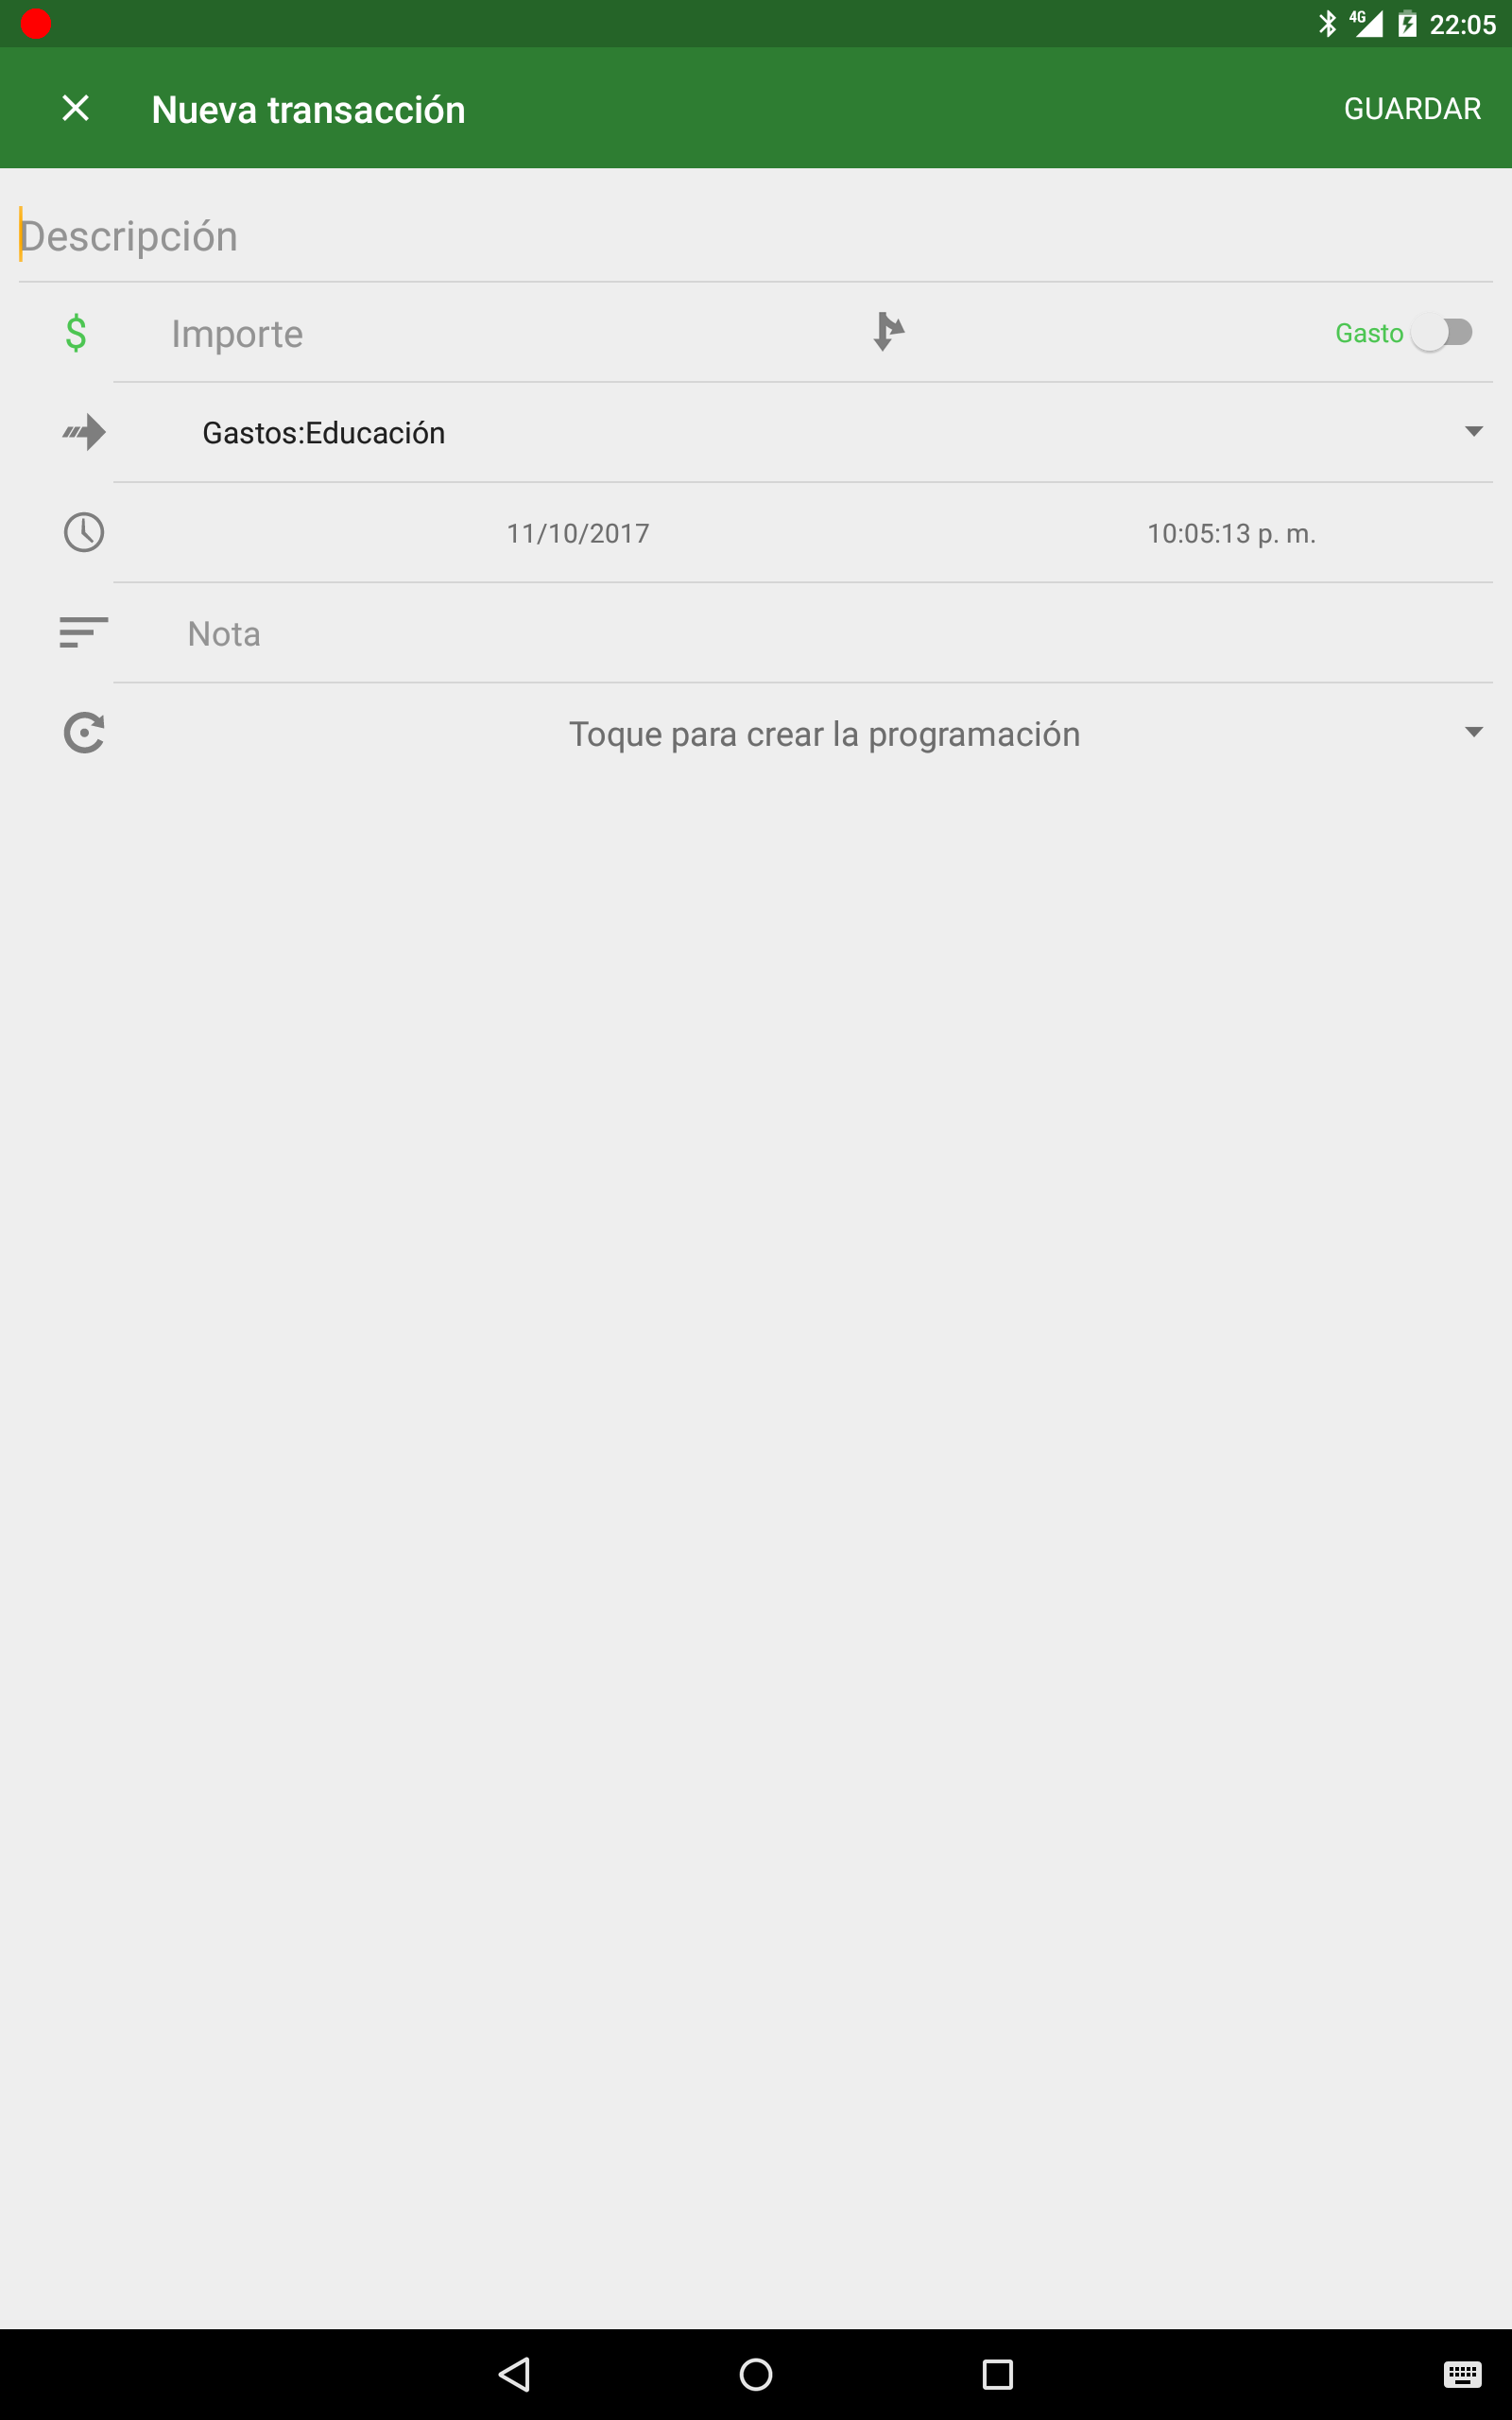 4G 22:05
Nueva transacción GUARDAR
Descripción
$ Importe Gasto
Gastos:Educación
11/10/2017 10:05:13 p. m.
Nota
Toque para crear la programación